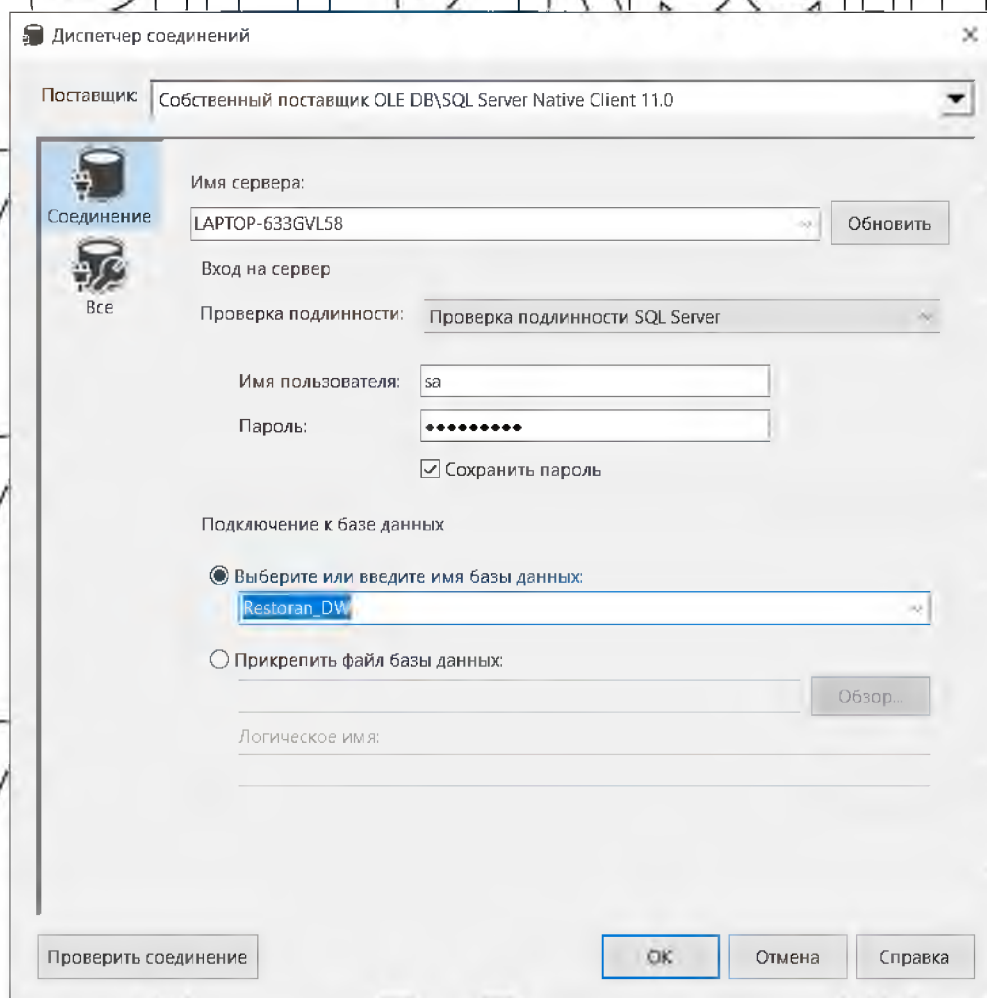 Диспетчер соединений
Поставщик: Собственный поставщик OLE DB\SQL Server Native Client 11.0
Соединение
Все
Имя сервера:
LAPTOP-633GVL58
Обновить
Вход на сервер
Проверка подлинности: Проверка подлинности SQL Server
Имя пользователя: sa
Пароль: •••••••••
Сохранить пароль
Подключение к базе данных
Выберите или введите имя базы данных:
Restoran_DW
Прикрепить файл базы данных:
Обзор...
Логическое имя:
Проверить соединение
ОК
Отмена
Справка